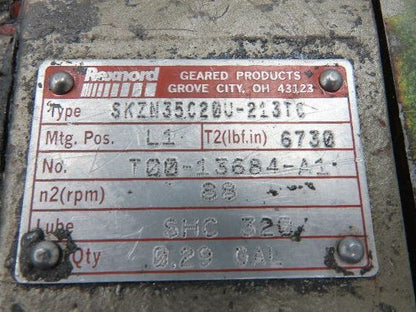 Rexnord GEARED PRODUCTS
GROVE CITY, OH 43123
Type SKZN35C20U-213TC
Mtg. Pos. L1 T2(lbf.in) 6730
No. T00-13684-A1
n2(rpm) 88
Lube SHC 320
Qty 0.29 GAL